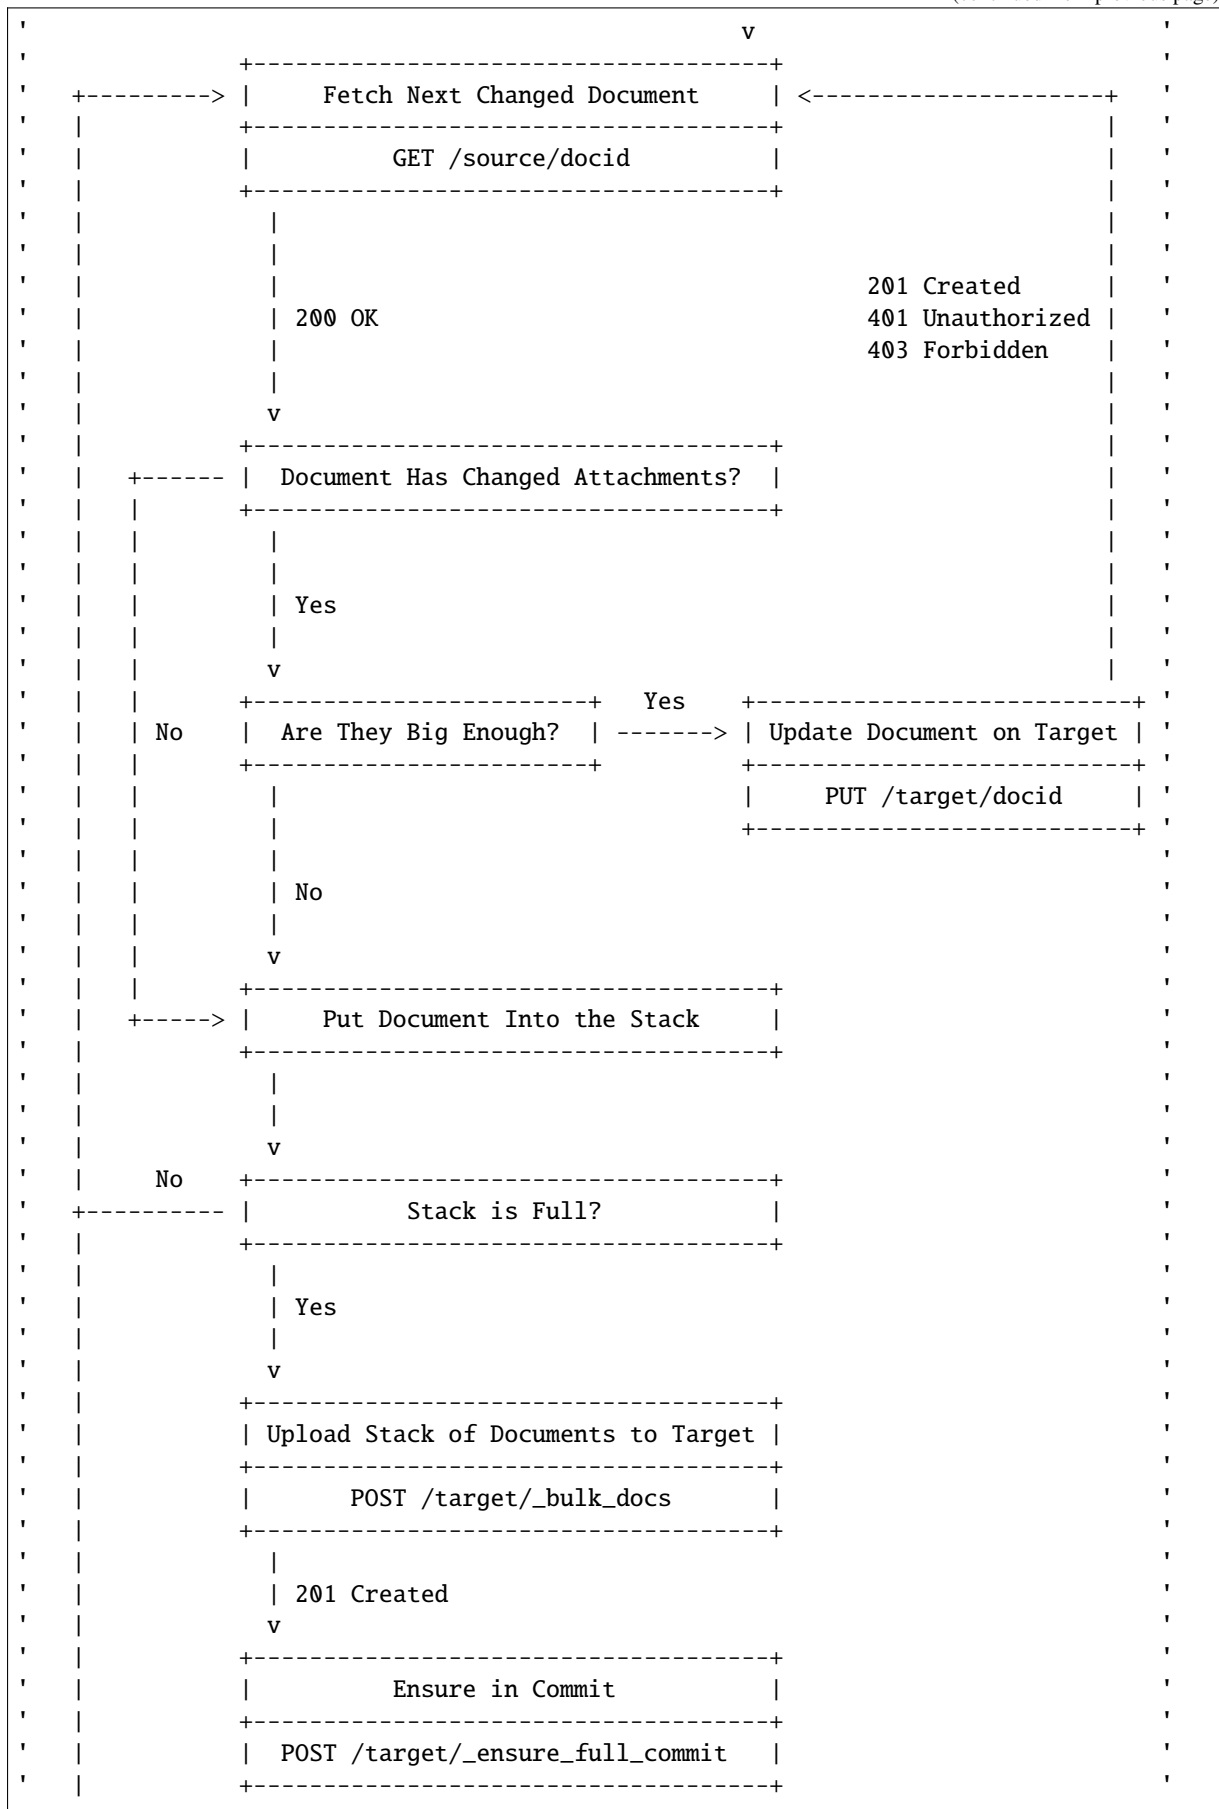 '                                                   v                             '
'               +-------------------------------------+                           '
'   +---------> |     Fetch Next Changed Document     | <---------------------+   '
'   |           +-------------------------------------+                       |   '
'   |           |          GET /source/docid          |                       |   '
'   |           +-------------------------------------+                       |   '
'   |             |                                                           |   '
'   |             |                                                           |   '
'   |             |                                         201 Created       |   '
'   |             | 200 OK                                  401 Unauthorized  |   '
'   |             |                                         403 Forbidden     |   '
'   |             |                                                           |   '
'   |             v                                                           |   '
'   |           +-------------------------------------+                       |   '
'   |   +------ |  Document Has Changed Attachments?  |                       |   '
'   |   |       +-------------------------------------+                       |   '
'   |   |         |                                                           |   '
'   |   |         |                                                           |   '
'   |   |         | Yes                                                       |   '
'   |   |         |                                                           |   '
'   |   |         v                                                           |   '
'   |   |       +------------------------+   Yes   +---------------------------+ '
'   |   | No    |  Are They Big Enough?  | ------> | Update Document on Target | '
'   |   |       +------------------------+         +---------------------------+ '
'   |   |         |                                |     PUT /target/docid     | '
'   |   |         |                                +---------------------------+ '
'   |   |         |                                                               '
'   |   |         | No                                                            '
'   |   |         |                                                               '
'   |   |         v                                                               '
'   |   |       +-------------------------------------+                           '
'   |   +-----> |     Put Document Into the Stack     |                           '
'   |           +-------------------------------------+                           '
'   |             |                                                               '
'   |             |                                                               '
'   |             v                                                               '
'   |     No    +-------------------------------------+                           '
'   +---------- |           Stack is Full?            |                           '
'   |           +-------------------------------------+                           '
'   |             |                                                               '
'   |             | Yes                                                           '
'   |             |                                                               '
'   |             v                                                               '
'   |           +-------------------------------------+                           '
'   |           | Upload Stack of Documents to Target |                           '
'   |           +-------------------------------------+                           '
'   |           |       POST /target/_bulk_docs       |                           '
'   |           +-------------------------------------+                           '
'   |             |                                                               '
'   |             | 201 Created                                                   '
'   |             v                                                               '
'   |           +-------------------------------------+                           '
'   |           |          Ensure in Commit           |                           '
'   |           +-------------------------------------+                           '
'   |           |  POST /target/_ensure_full_commit   |                           '
'   |           +-------------------------------------+                           '